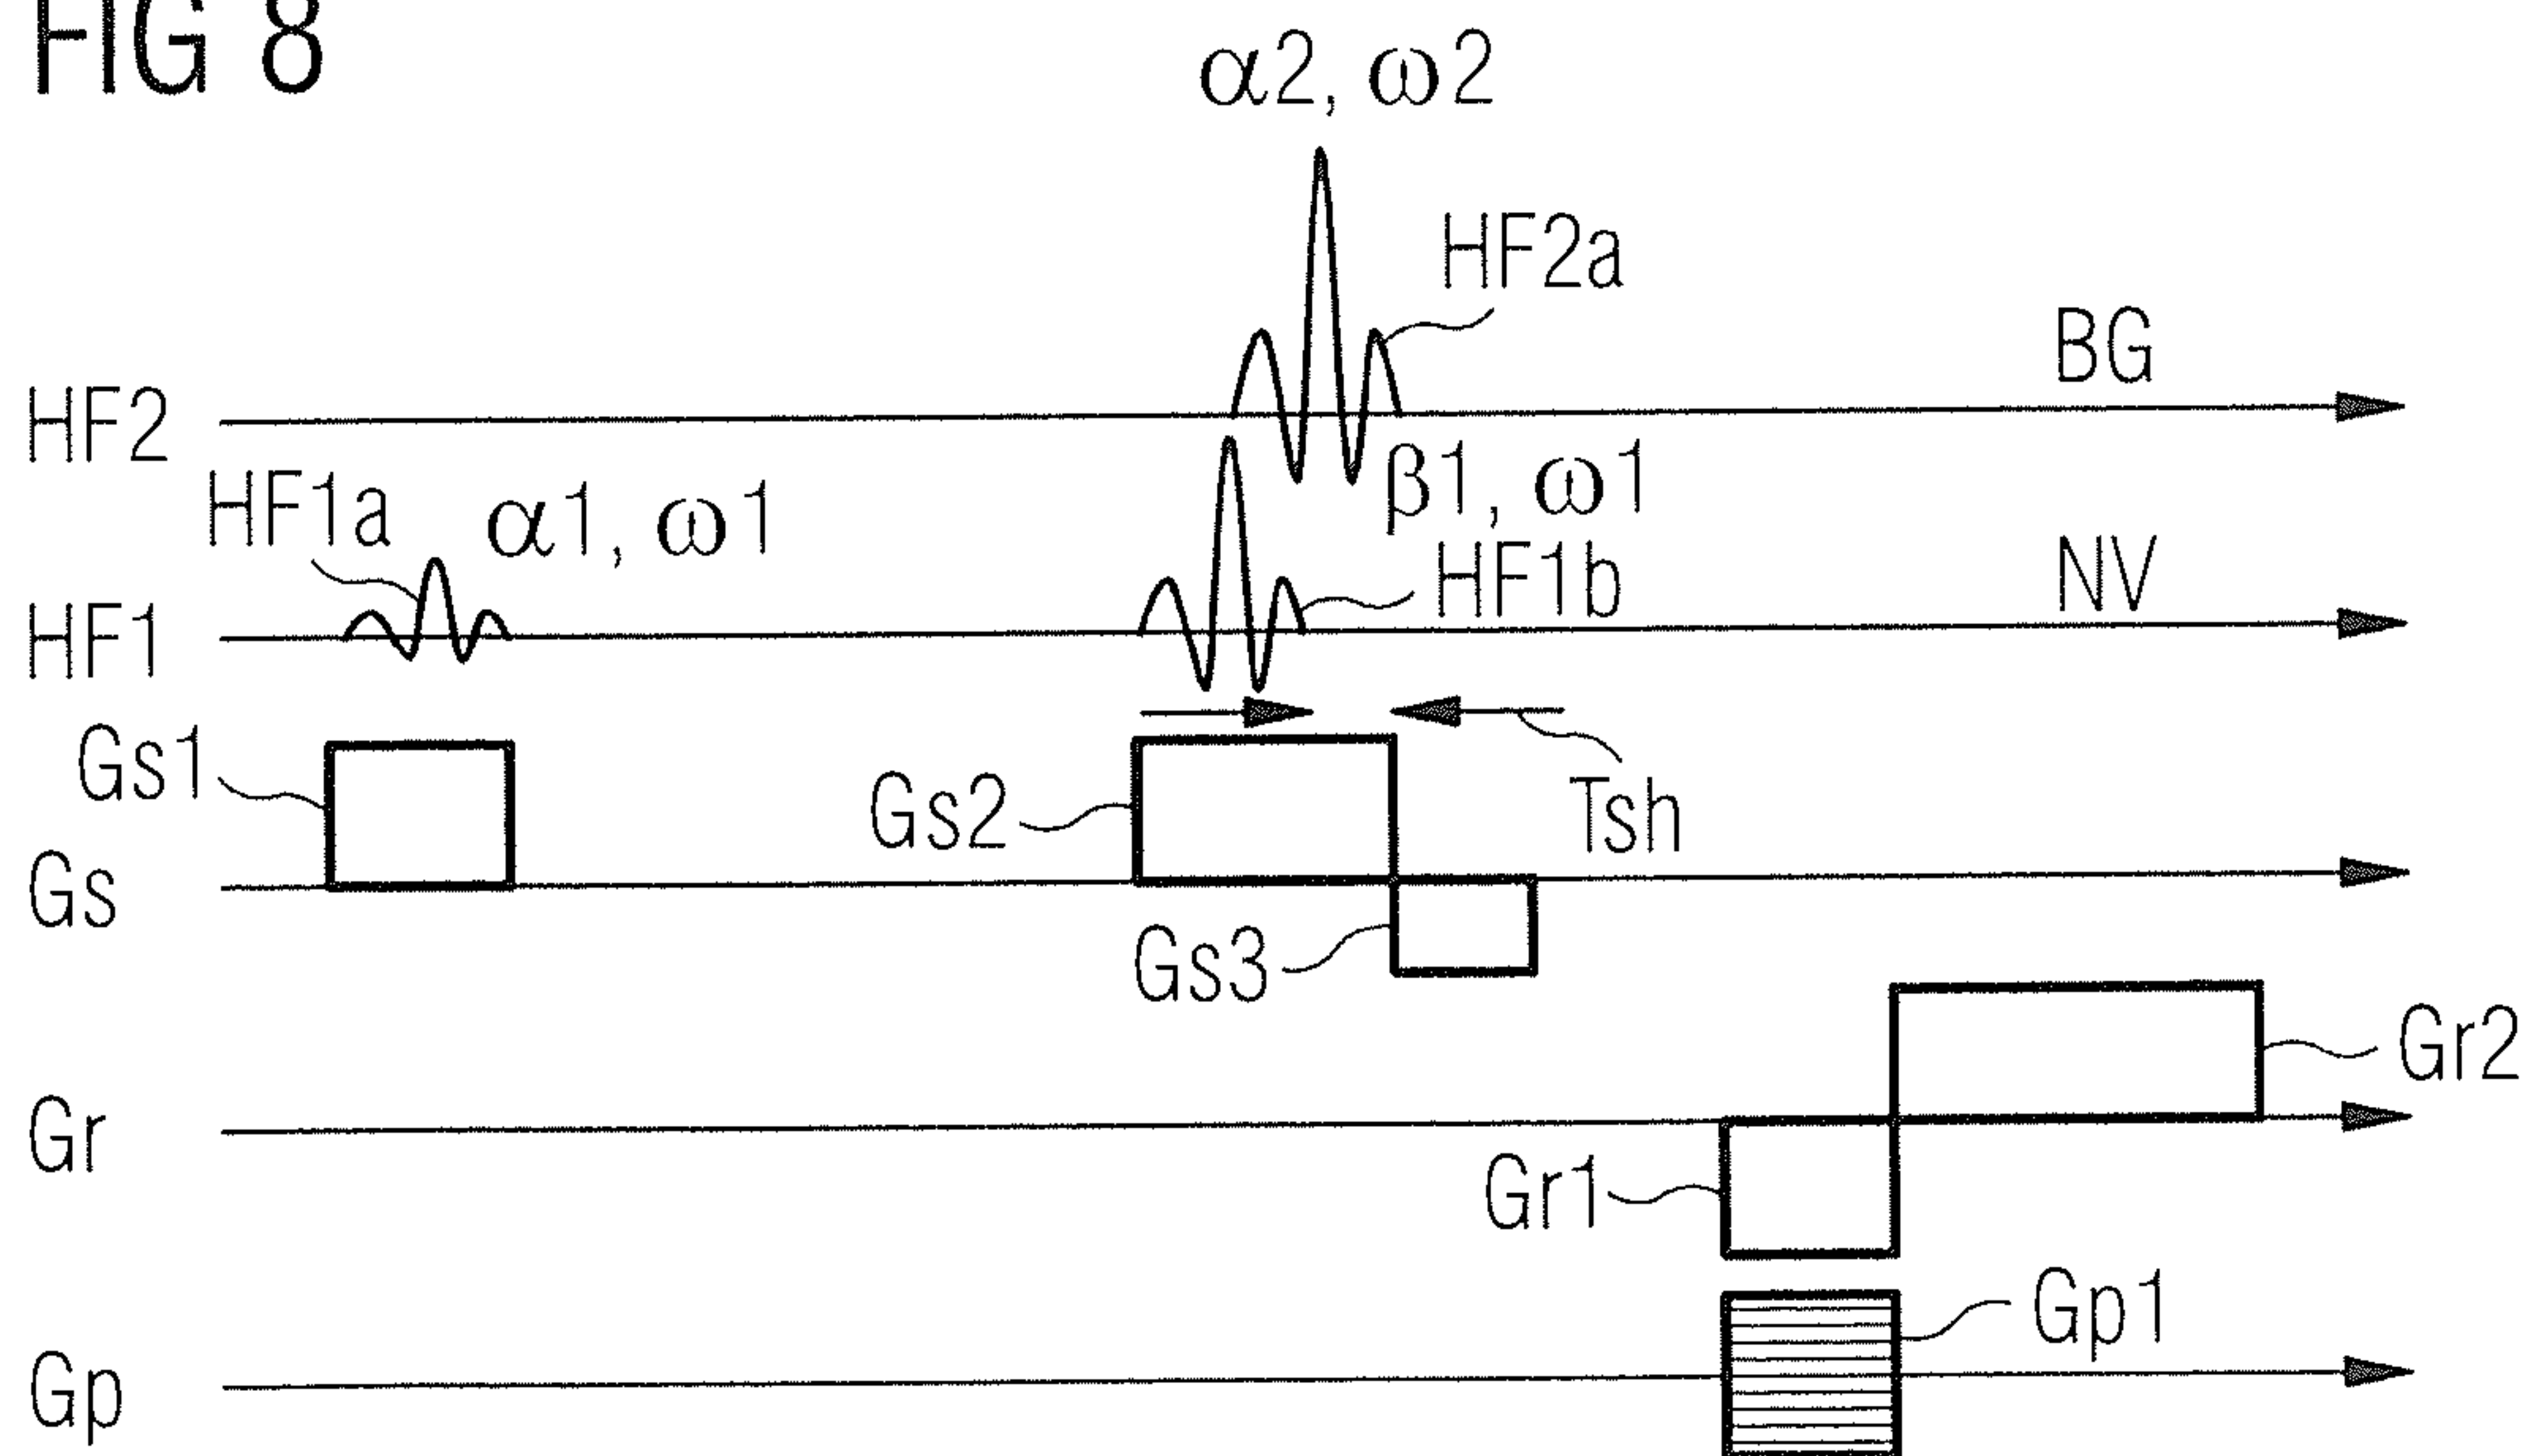 FIG 8
α2, ω2
HF2a
BG
HF2
HF1a
α1, ω1
β1, ω1
HF1b
NV
HF1
Gs1
Gs2
Tsh
Gs
Gs3
Gr2
Gr
Gr1
Gp1
Gp